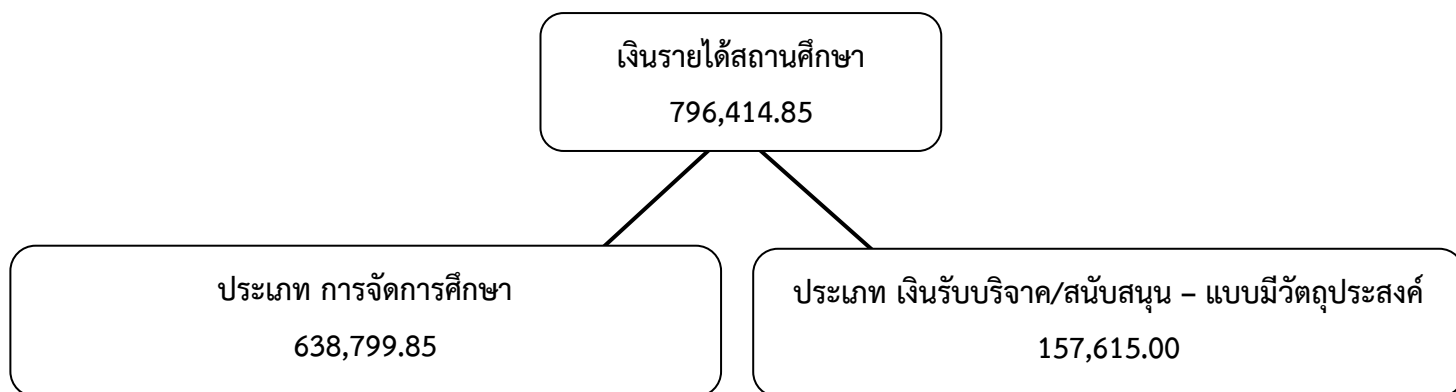 เงินรายได้สถานศึกษา
796,414.85
ประเภท การจัดการศึกษา
638,799.85
ประเภท เงินรับบริจาค/สนับสนุน – แบบมีวัตถุประสงค์
157,615.00